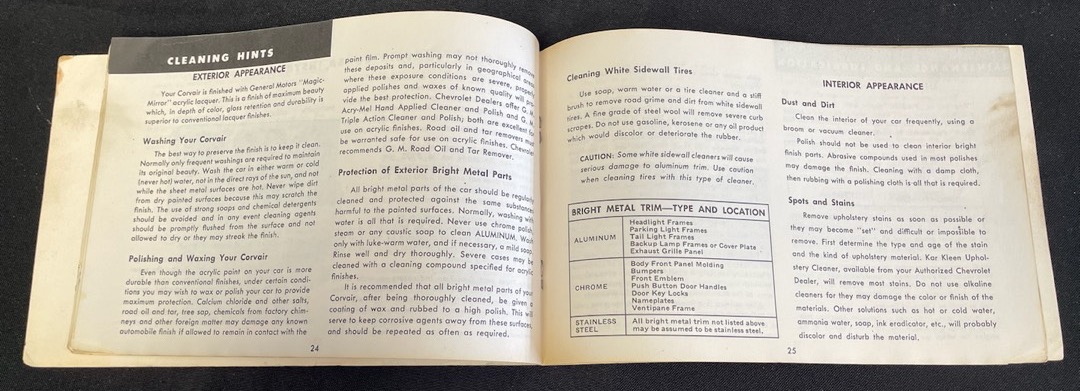 CLEANING HINTS
EXTERIOR APPEARANCE
Your Corvair is finished with General Motors "Magic-
Mirror" acrylic lacquer. This is a finish of maximum beauty
which, in depth of color, gloss retention and durability is
superior to conventional lacquer finishes.
Washing Your Corvair
The best way to preserve the finish is to keep it clean.
Normally only frequent washings are required to maintain
its original beauty. Wash the car in either warm or cold
(never hot) water, not in the direct rays of the sun, and not
while the sheet metal surfaces are hot. Never wipe dirt
from dry painted surfaces because this may scratch the
finish. The use of strong soaps and chemical detergents
should be avoided and in any event cleaning agents
should be promptly flushed from the surface and not
allowed to dry or they may streak the finish.
Polishing and Waxing Your Corvair
Even though the acrylic paint on your car is more
durable than conventional finishes, under certain condi-
tions you may wish to wax or polish your car to provide
maximum protection. Calcium chloride and other salts,
road oil and tar, tree sap, chemicals from factory chim-
neys and other foreign matter may damage any known
automobile finish if allowed to remain in contact with the
paint film. Prompt washing may not thoroughly remove
these deposits and, particularly in geographical areas
where these exposure conditions are severe, properly
applied polishes and waxes of known quality will pro-
vide the best protection. Chevrolet Dealers offer G. M.
Acry-Mel Hand Applied Cleaner and Polish and G. M.
Triple Action Cleaner and Polish; both are excellent for
use on acrylic finishes. Road oil and tar removers must
be warranted safe for use on acrylic finishes. Chevrolet
recommends G. M. Road Oil and Tar Remover.
Protection of Exterior Bright Metal Parts
All bright metal parts of the car should be regularly
cleaned and protected against the same substances
harmful to the painted surfaces. Normally, washing with
water is all that is required. Never use chrome polish,
steam or any caustic soap to clean ALUMINUM. Wash
only with luke-warm water, and if necessary, a mild soap.
Rinse well and dry thoroughly. Severe cases may be
cleaned with a cleaning compound specified for acrylic
finishes.
It is recommended that all bright metal parts of your
Corvair, after being thoroughly cleaned, be given a
coating of wax and rubbed to a high polish. This will
serve to keep corrosive agents away from these surfaces,
and should be repeated as often as required.
24
Cleaning White Sidewall Tires
Use soap, warm water or a tire cleaner and a stiff
brush to remove road grime and dirt from white sidewall
tires. A fine grade of steel wool will remove severe curb
scrapes. Do not use gasoline, kerosene or any oil product
which would discolor or deteriorate the rubber.
CAUTION: Some white sidewall cleaners will cause
serious damage to aluminum trim. Use caution
when cleaning tires with this type of cleaner.
BRIGHT METAL TRIM—TYPE AND LOCATION
ALUMINUM
Headlight Frames
Parking Light Frames
Tail Light Frames
Backup Lamp Frames or Cover Plate
Exhaust Grille Panel
CHROME
Body Front Panel Molding
Bumpers
Front Emblem
Push Button Door Handles
Door Key Locks
Nameplates
Ventipane Frame
STAINLESS
STEEL
All bright metal trim not listed above
may be assumed to be stainless steel.
INTERIOR APPEARANCE
Dust and Dirt
Clean the interior of your car frequently, using a
broom or vacuum cleaner.
Polish should not be used to clean interior bright
finish parts. Abrasive compounds used in most polishes
may damage the finish. Cleaning with a damp cloth,
then rubbing with a polishing cloth is all that is required.
Spots and Stains
Remove upholstery stains as soon as possible or
they may become "set" and difficult or impossible to
remove. First determine the type and age of the stain
and the kind of upholstery material. Kar Kleen Uphol-
stery Cleaner, available from your Authorized Chevrolet
Dealer, will remove most stains. Do not use alkaline
cleaners for they may damage the color or finish of the
materials. Other solutions such as hot or cold water,
ammonia water, soap, ink eradicator, etc., will probably
discolor and disturb the material.
25